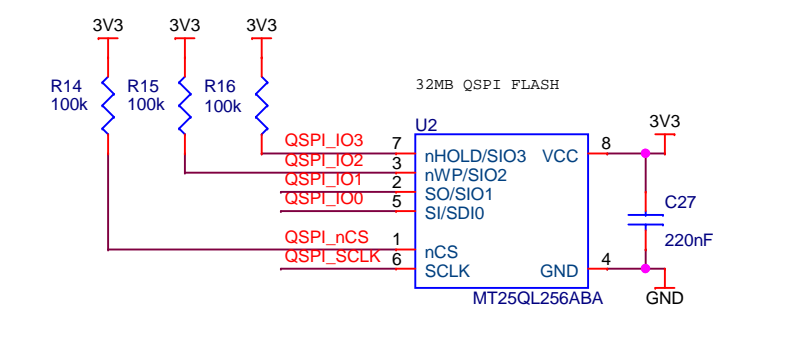 3V3 3V3 3V3
R14 R15 R16
100k 100k 100k
32MB QSPI FLASH
U2
3V3
QSPI_IO3 7 nHOLD/SIO3 VCC 8
QSPI_IO2 3 nWP/SIO2
QSPI_IO1 2 SO/SIO1
QSPI_IO0 5 SI/SDI0
C27
220nF
QSPI_nCS 1 nCS
QSPI_SCLK 6 SCLK GND 4
MT25QL256ABA
GND